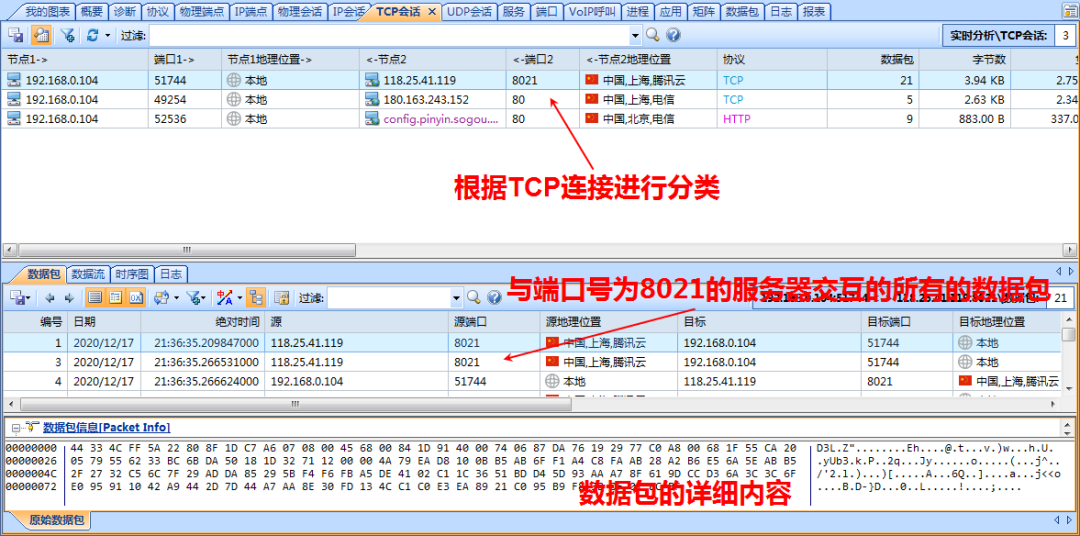 我的图表 概要 诊断 协议 物理端点 IP端点 物理会话 IP会话 TCP会话 UDP会话 服务 端口 VoIP呼叫 进程 应用 矩阵 数据包 日志 报表
过滤: 实时分析\TCP会话: 3
节点1-> 端口1-> 节点1地理位置-> <-节点2 <-端口2 <-节点2地理位置 协议 数据包 字节数
192.168.0.104 51744 本地 118.25.41.119 8021 中国,上海,腾讯云 TCP 21 3.94 KB 2.75
192.168.0.104 49254 本地 180.163.243.152 80 中国,上海,电信 TCP 5 2.63 KB 2.34
192.168.0.104 52536 本地 config.pinyin.sogou.... 80 中国,北京,电信 HTTP 9 883.00 B 337.0
根据TCP连接进行分类
数据包 数据流 时序图 日志
过滤: 与端口号为8021的服务器交互的所有的数据包 21
编号 日期 绝对时间 源 源端口 源地理位置 目标 目标端口 目标地理位置
1 2020/12/17 21:36:35.209847000 118.25.41.119 8021 中国,上海,腾讯云 192.168.0.104 51744 本地
3 2020/12/17 21:36:35.266531000 118.25.41.119 8021 中国,上海,腾讯云 192.168.0.104 51744 本地
4 2020/12/17 21:36:35.266624000 192.168.0.104 51744 本地 118.25.41.119 8021 中国,上海,腾讯云
数据包信息[Packet Info]
00000000 44 33 4C FF 5A 22 80 8F 1D C7 A6 07 08 00 45 68 00 84 1D 91 40 00 74 06 87 DA 76 19 29 77 C0 A8 00 68 1F 55 CA 20 D3L.Z".........Eh....@.t...v.)w...h.U.
00000026 05 79 55 62 33 BC 6B DA 50 18 1D 32 71 12 00 00 4A 79 EA D8 10 0B B5 AB 6F F1 A4 C8 FA AB 28 A2 B6 E5 6A 5E AB B5 .yUb3.k.P..2q...Jy......o.....(...j^..
0000004C 2F 27 32 C5 6C 7F 29 AD DA 85 29 5B F4 F6 FB A5 DE 41 02 C1 1C 36 51 BD D4 5D 93 AA A7 8F 61 9D CC D3 6A 3C 3C 6F
00000072 E0 95 91 10 42 A9 44 2D 7D 44 A7 AA 8E 30 FD 13 4C C1 C0 E3 EA 89 21 C0 95 B9
数据包的详细内容
原始数据包